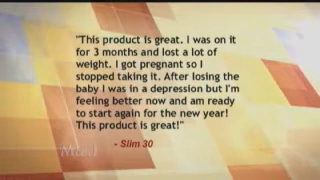 "This product is great. I was on it
for 3 months and lost a lot of
weight. I got pregnant so I
stopped taking it. After losing the
baby I was in a depression but I'm
feeling better now and am ready
to start again for the new year!
This product is great!"
- Slim 30